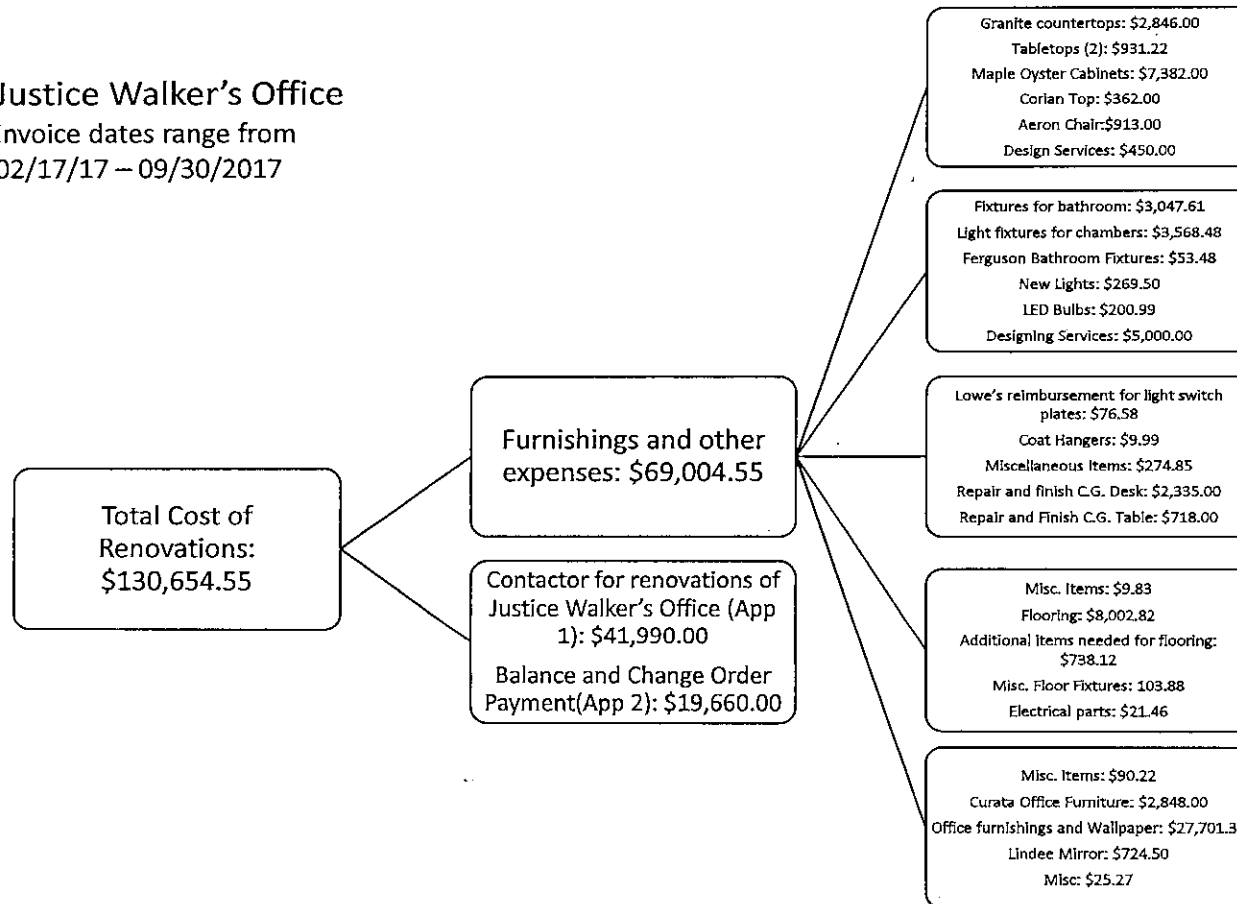 Justice Walker's Office
Invoice dates range from
02/17/17 – 09/30/2017
Total Cost of
Renovations:
$130,654.55
Furnishings and other
expenses: $69,004.55
Contactor for renovations of
Justice Walker's Office (App
1): $41,990.00
Balance and Change Order
Payment(App 2): $19,660.00
Granite countertops: $2,846.00
Tabletops (2): $931.22
Maple Oyster Cabinets: $7,382.00
Corian Top: $362.00
Aeron Chair:$913.00
Design Services: $450.00
Fixtures for bathroom: $3,047.61
Light fixtures for chambers: $3,568.48
Ferguson Bathroom Fixtures: $53.48
New Lights: $269.50
LED Bulbs: $200.99
Designing Services: $5,000.00
Lowe's reimbursement for light switch
plates: $76.58
Coat Hangers: $9.99
Miscellaneous Items: $274.85
Repair and finish C.G. Desk: $2,335.00
Repair and Finish C.G. Table: $718.00
Misc. Items: $9.83
Flooring: $8,002.82
Additional items needed for flooring:
$738.12
Misc. Floor Fixtures: 103.88
Electrical parts: $21.46
Misc. Items: $90.22
Curata Office Furniture: $2,848.00
Office furnishings and Wallpaper: $27,701.3
Lindee Mirror: $724.50
Misc: $25.27